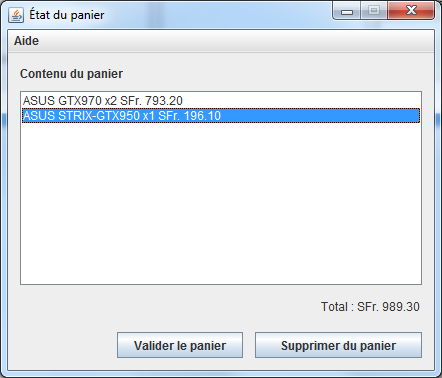 État du panier
Aide
Contenu du panier
ASUS GTX970 x2 SFr. 793.20
ASUS STRIX-GTX950 x1 SFr. 196.10
Total : SFr. 989.30
Valider le panier
Supprimer du panier